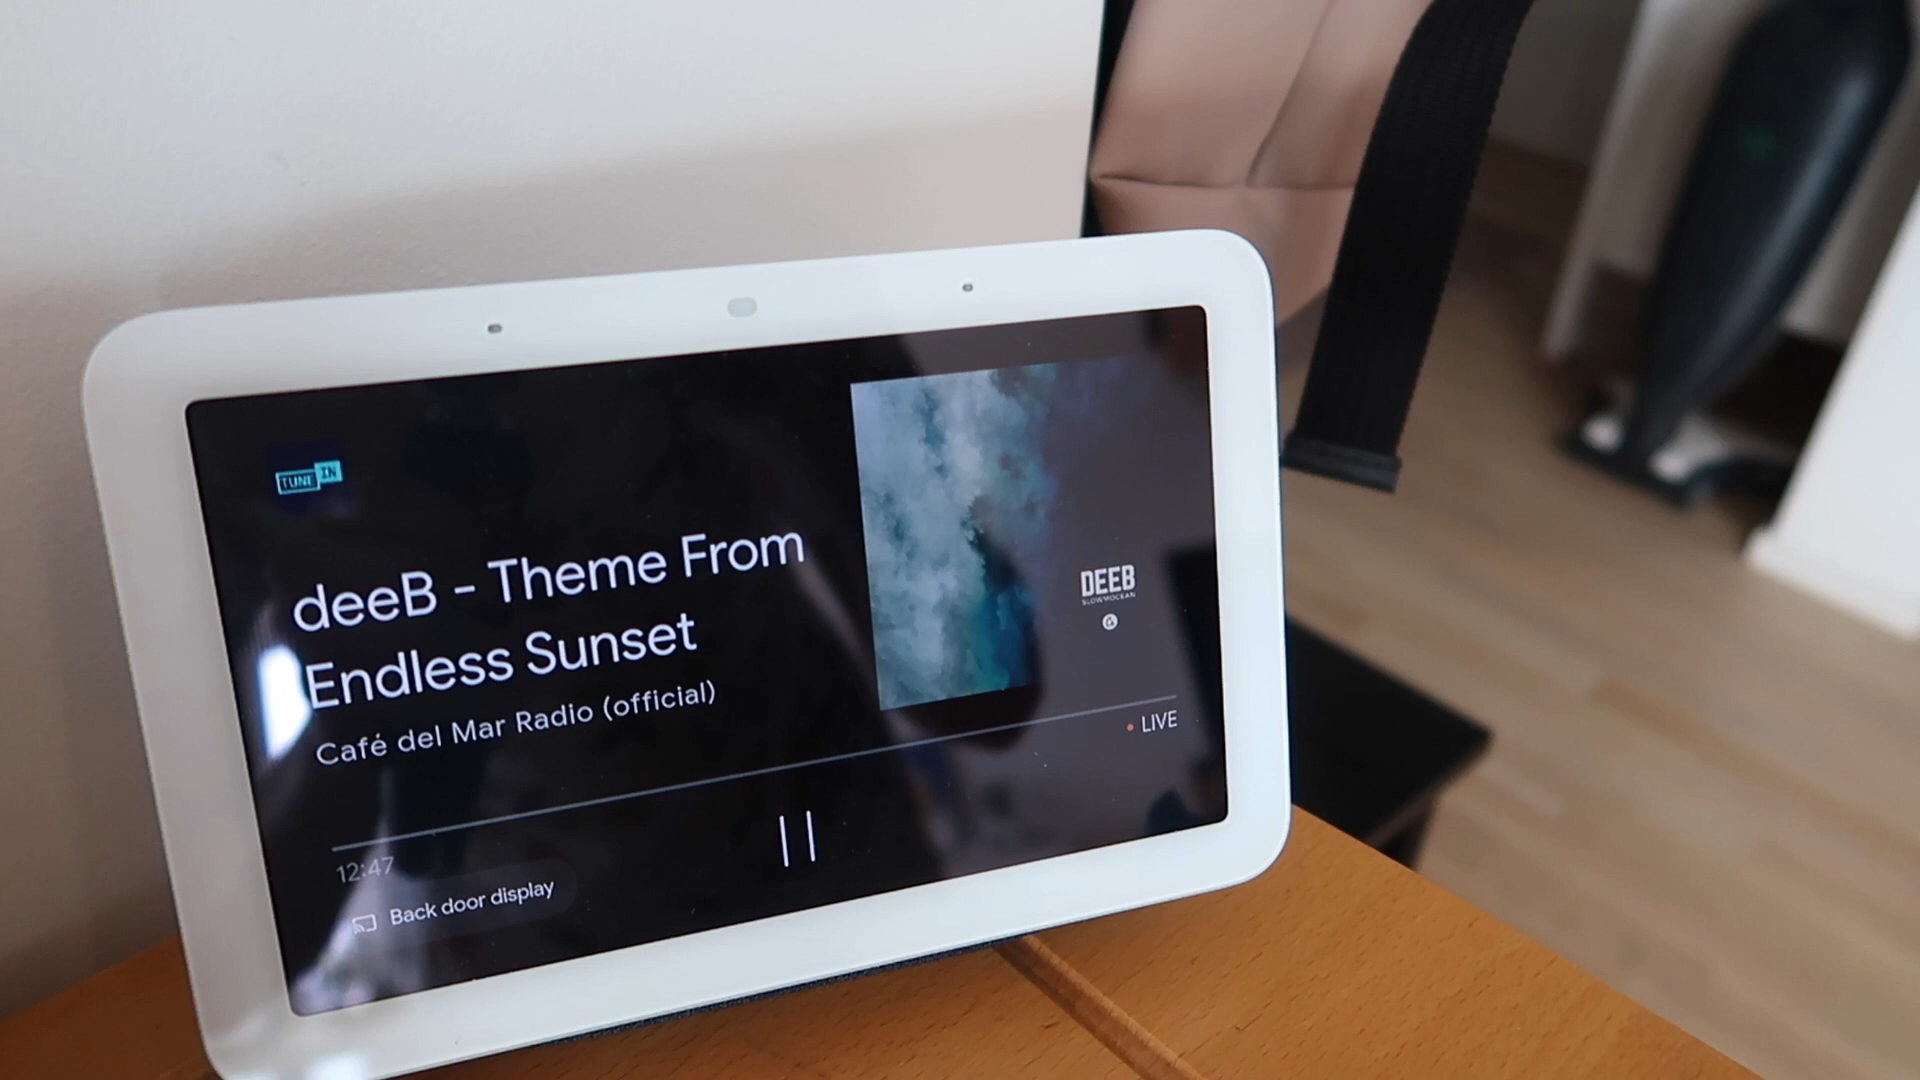 TUNE IN
deeB - Theme From
Endless Sunset
Café del Mar Radio (official)
DEEB
SLOWMOCEAN
LIVE
12:47
Back door display